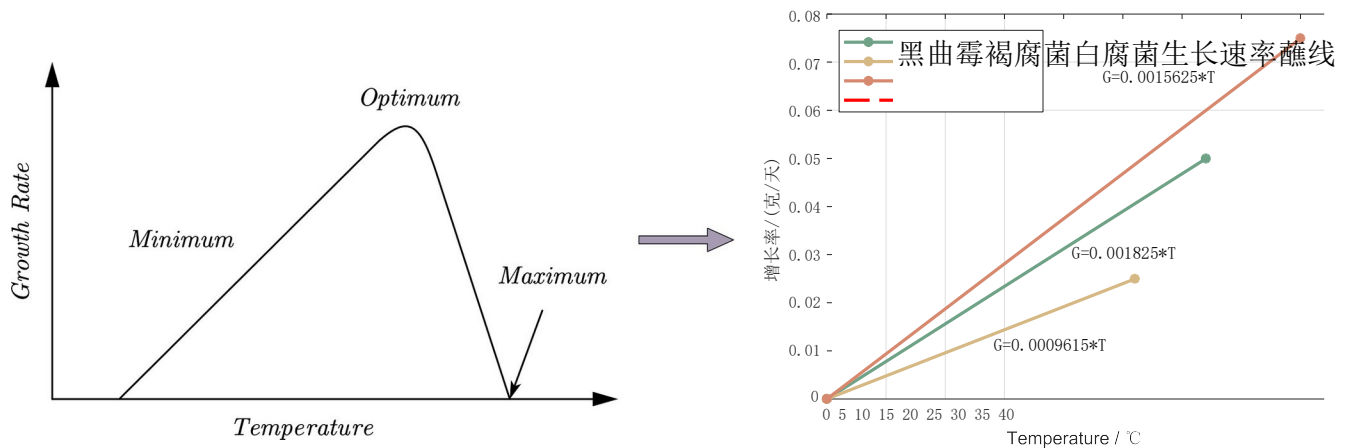 Optimum
Growth Rate
Minimum
Maximum
Temperature
0.08
0.07
0.06
0.05
0.04
0.03
0.02
0.01
0
增长率/(克/天)
黑曲霉褐腐菌白腐菌生长速率蘸线
G=0.0015625*T
G=0.001825*T
G=0.0009615*T
0 5 10 15 20 25 30 35 40
Temperature / ℃